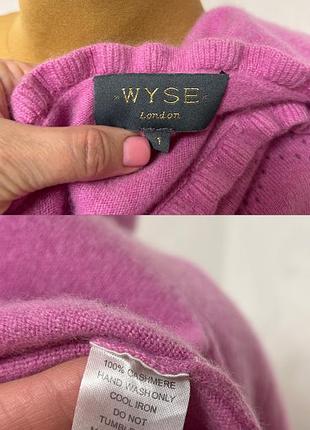 WYSE
London
1
100% CASHMERE
HAND WASH ONLY
COOL IRON
DO NOT
TUMBLE